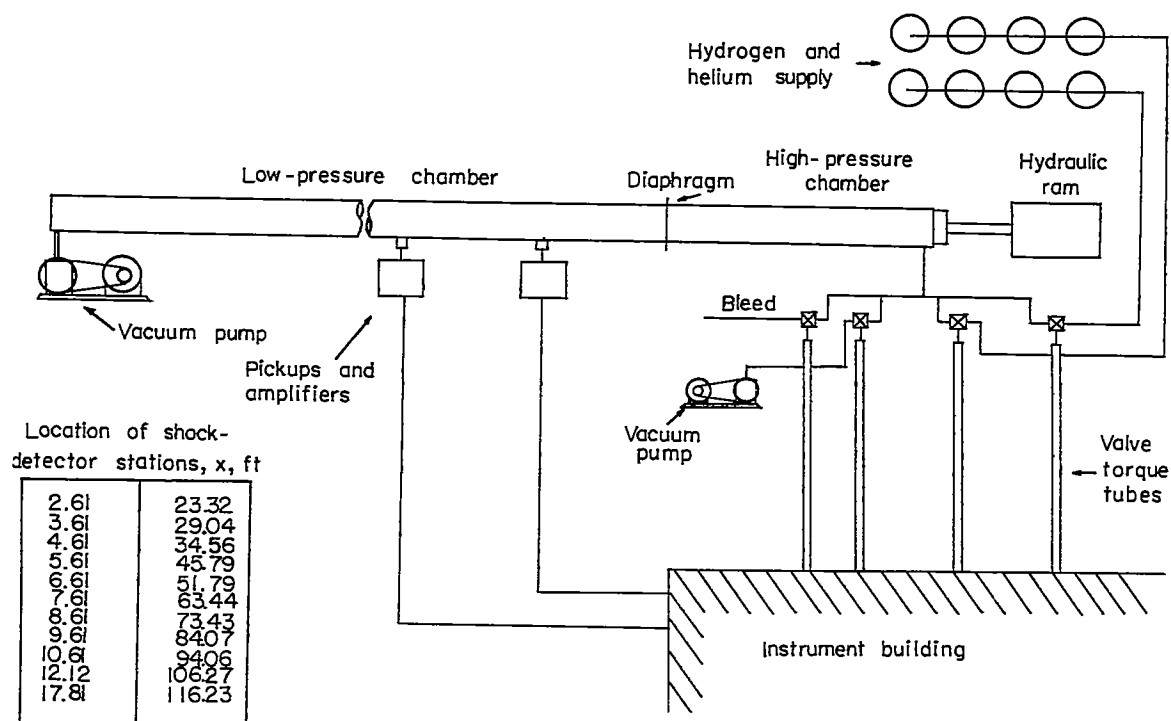 Hydrogen and
helium supply
High-pressure
chamber
Hydraulic
ram
Low-pressure chamber
Diaphragm
Bleed
Vacuum pump
Pickups and
amplifiers
Vacuum
pump
Valve
torque
tubes
Location of shock-
detector stations, x, ft
2.61 23.32
3.61 29.04
4.61 34.56
5.61 45.79
6.61 51.79
7.61 63.44
8.61 73.43
9.61 84.07
10.61 94.06
12.12 106.27
17.81 116.23
Instrument building